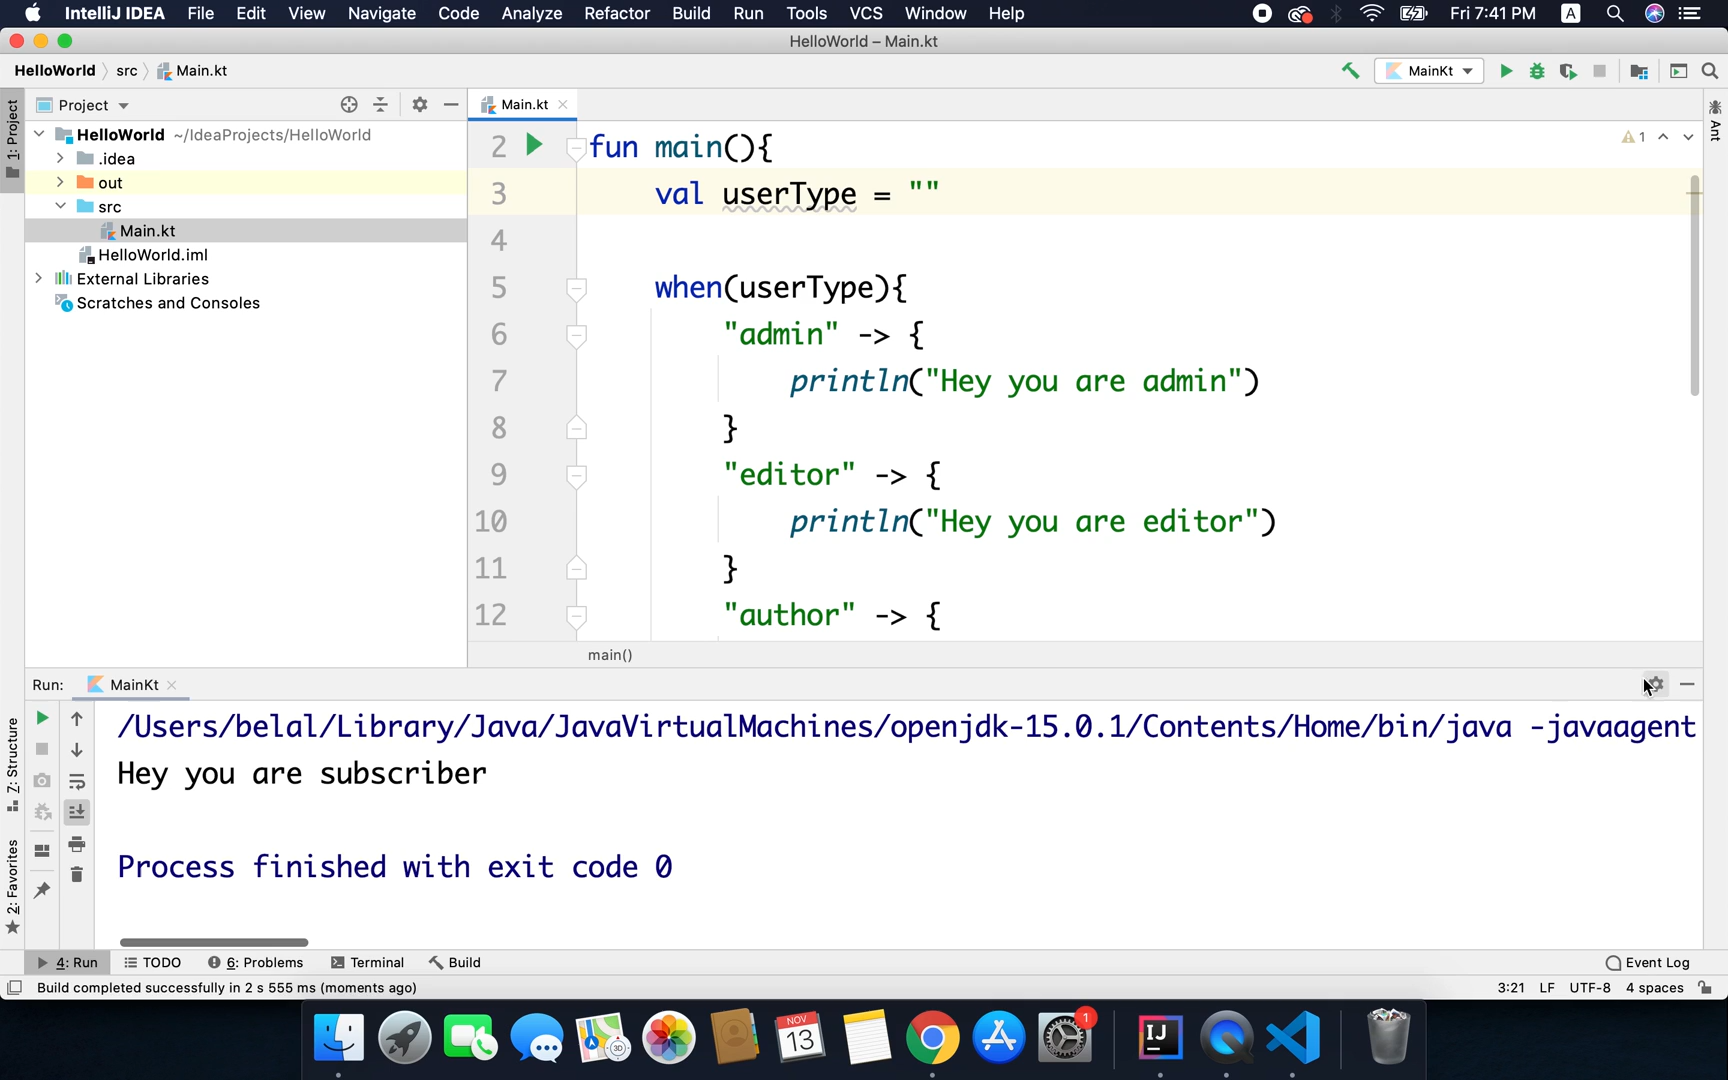 IntelliJ IDEA File Edit View Navigate Code Analyze Refactor Build Run Tools VCS Window Help Fri 7:41 PM A
HelloWorld – Main.kt
HelloWorld src Main.kt MainKt
1: Project Project Main.kt Ant
HelloWorld ~/IdeaProjects/HelloWorld
.idea
out
src
Main.kt
HelloWorld.iml
External Libraries
Scratches and Consoles
1
2 fun main(){
3 val userType = ""
4
5 when(userType){
6 "admin" -> {
7 println("Hey you are admin")
8 }
9 "editor" -> {
10 println("Hey you are editor")
11 }
12 "author" -> {
main()
Run: MainKt
/Users/belal/Library/Java/JavaVirtualMachines/openjdk-15.0.1/Contents/Home/bin/java -javaagent
Hey you are subscriber
Process finished with exit code 0
Z: Structure
2: Favorites
4: Run TODO 6: Problems Terminal Build Event Log
Build completed successfully in 2 s 555 ms (moments ago) 3:21 LF UTF-8 4 spaces
3D NOV 13 1 IJ